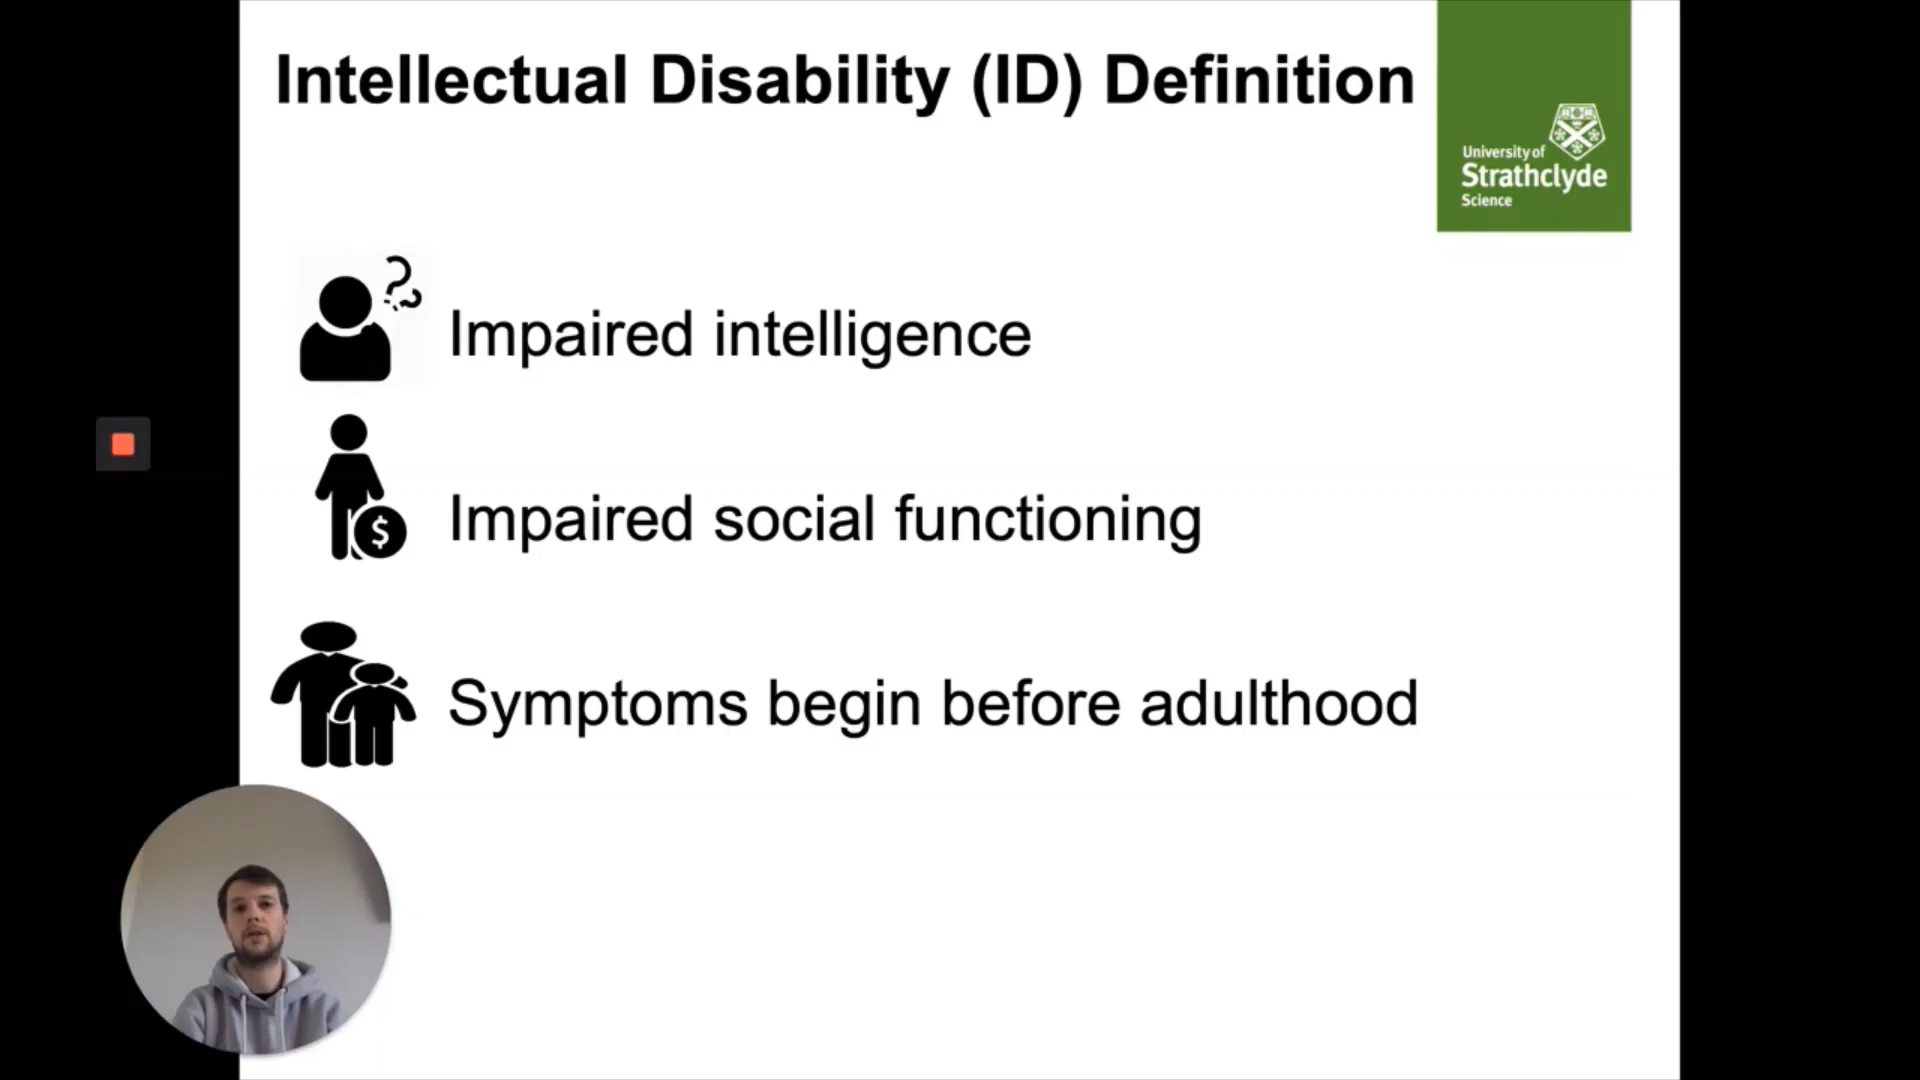 Intellectual Disability (ID) Definition
University of
Strathclyde
Science
Impaired intelligence
$
Impaired social functioning
Symptoms begin before adulthood